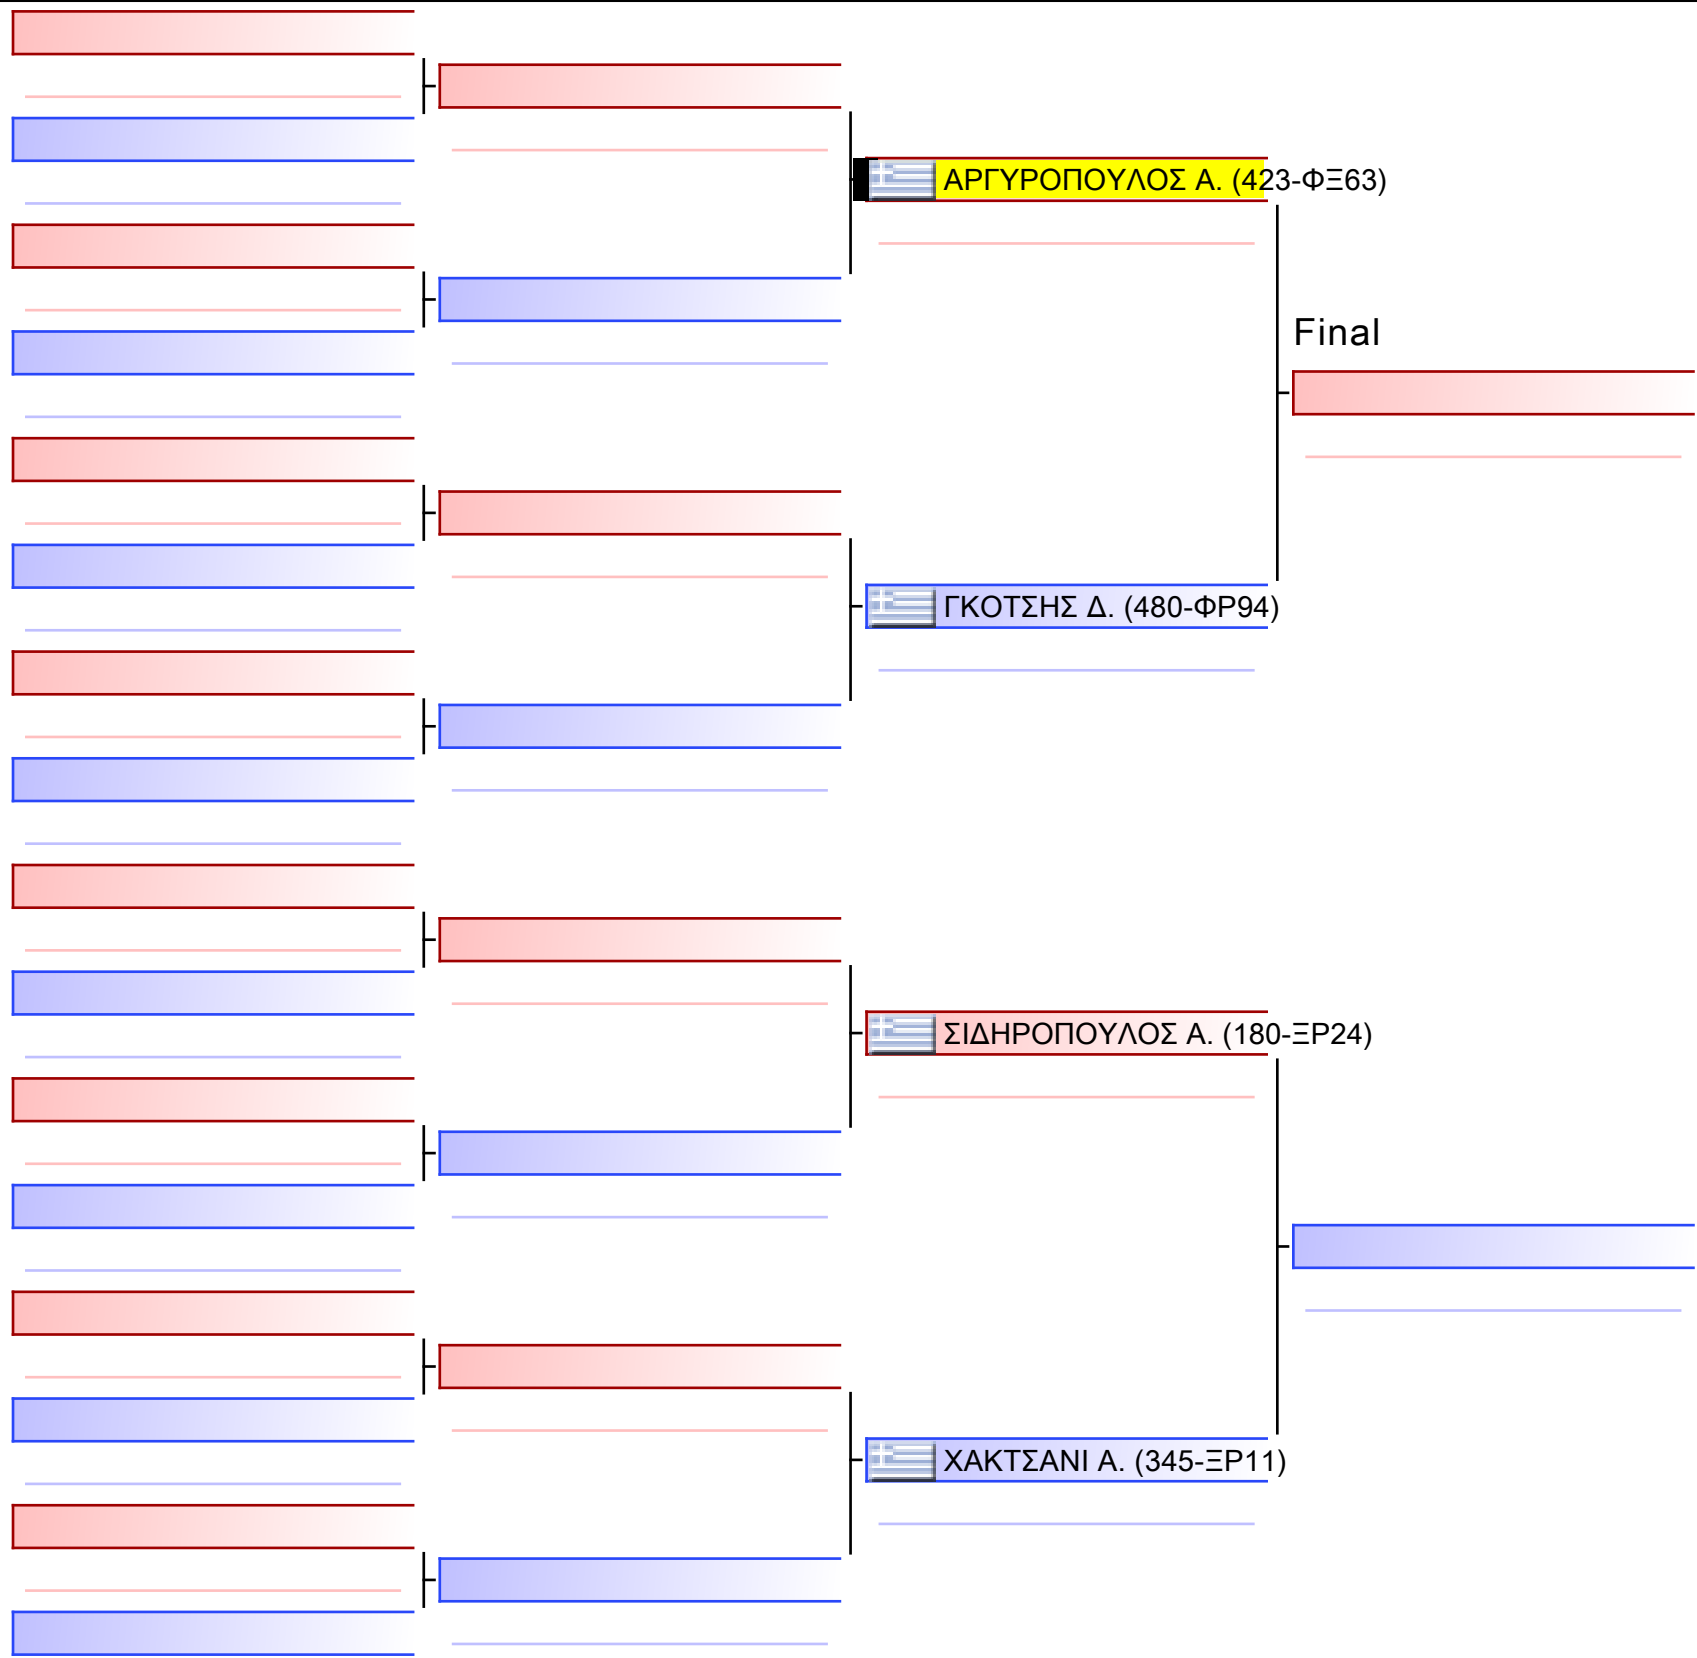 ΑΡΓΥΡΟΠΟΥΛΟΣ Α. (423-ΦΞ63)
Final
ΓΚΟΤΣΗΣ Δ. (480-ΦΡ94)
ΣΙΔΗΡΟΠΟΥΛΟΣ Α. (180-ΞΡ24)
ΧΑΚΤΣΑΝΙ Α. (345-ΞΡ11)